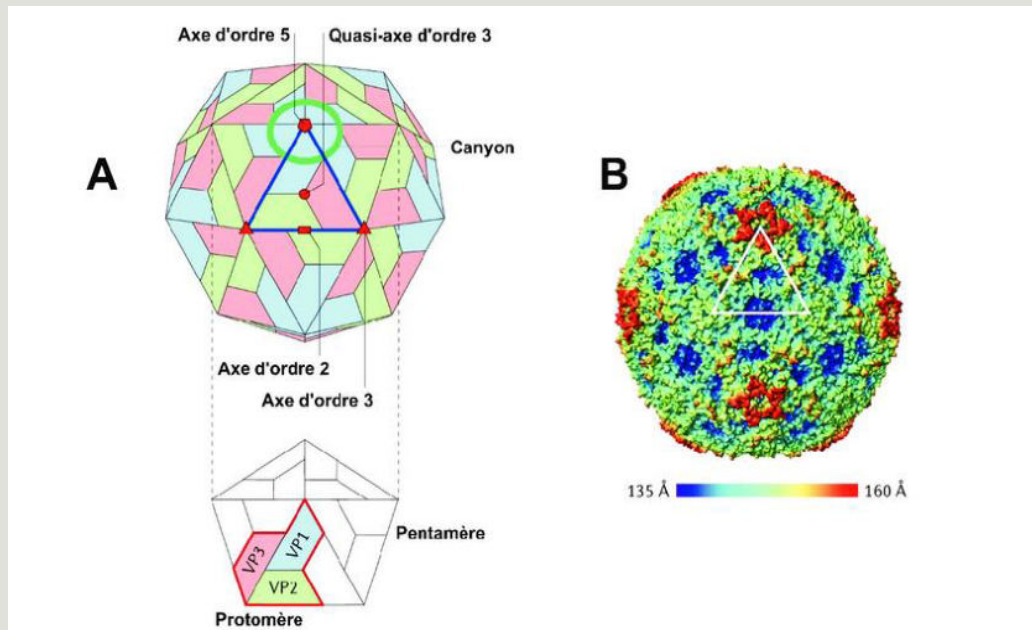 Axe d'ordre 5
Quasi-axe d'ordre 3
A
Canyon
B
Axe d'ordre 2
Axe d'ordre 3
135 Å
160 Å
VP3
VP1
VP2
Pentamère
Protomère